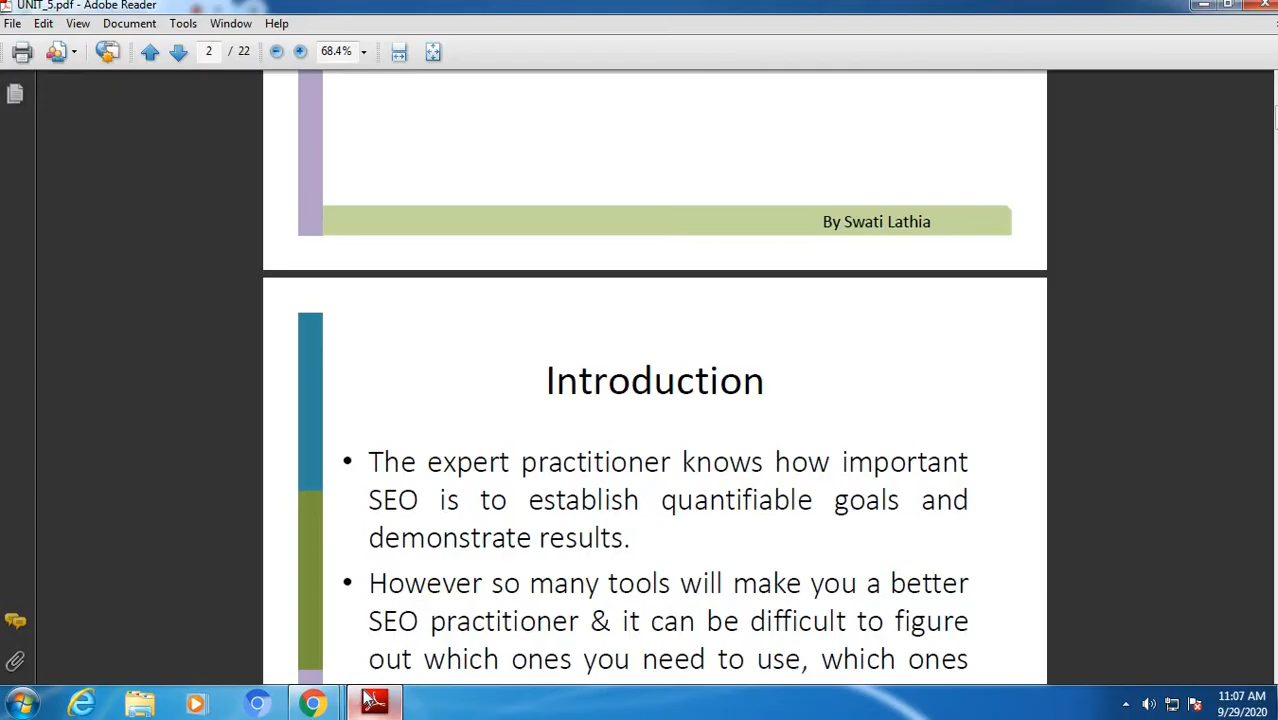 UNIT_5.pdf - Adobe Reader
File Edit View Document Tools Window Help
2 / 22 68.4%
By Swati Lathia
Introduction
• The expert practitioner knows how important
SEO is to establish quantifiable goals and
demonstrate results.
• However so many tools will make you a better
SEO practitioner & it can be difficult to figure
out which ones you need to use, which ones
11:07 AM
9/29/2020